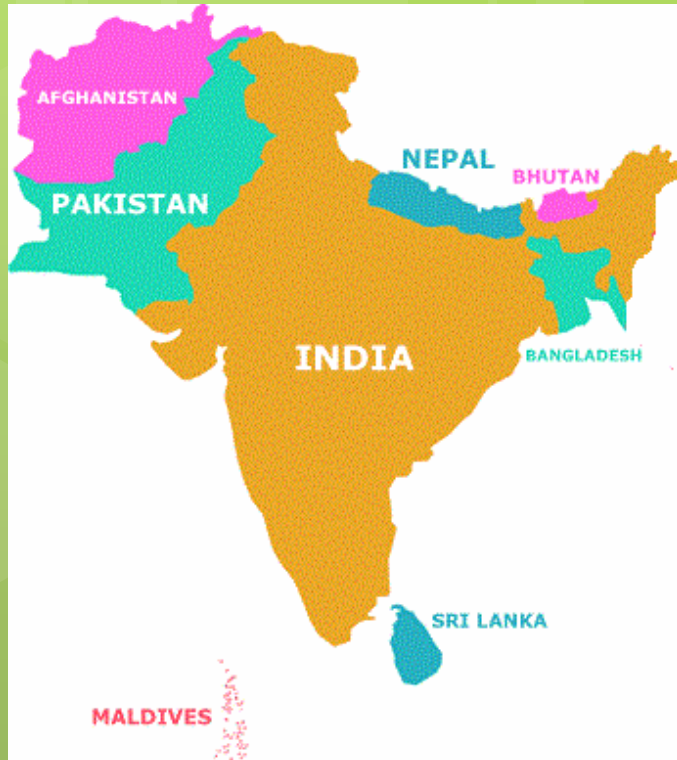 AFGHANISTAN
NEPAL
BHUTAN
PAKISTAN
INDIA
BANGLADESH
SRI LANKA
MALDIVES